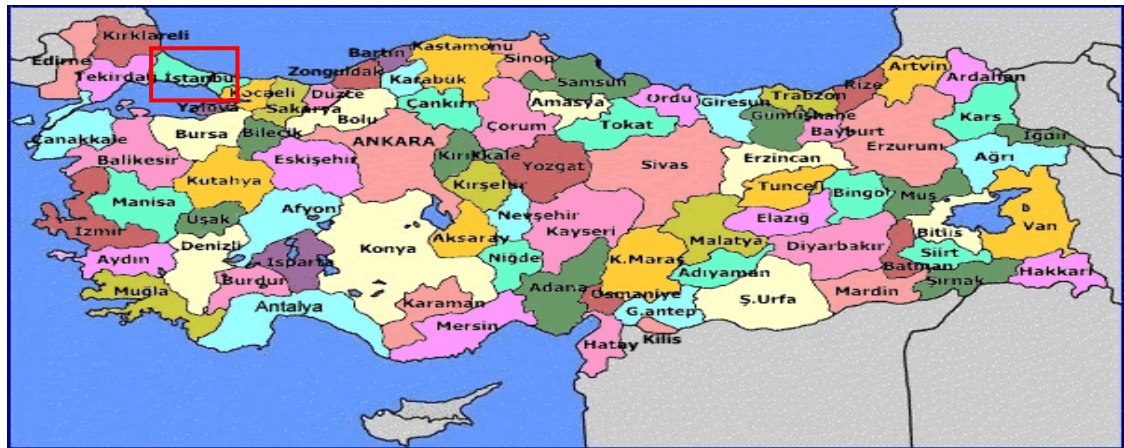 Kırklareli
Edirne
Tekirdağ
İstanbu
Kocaeli
Yalova
Sakarya
Düzce
Zonguldak
Bartın
Kastamonu
Sinop
Karabük
Samsun
Artvin
Rize
Ardahan
Çankırı
Amasya
Ordu
Giresun
Trabzon
Gümüşhane
Kars
Bolu
Bilecik
Bursa
Çanakkale
Çorum
Tokat
Bayburt
Erzurum
Iğdır
ANKARA
Balikesir
Eskişehir
Kırıkkale
Yozgat
Sivas
Erzincan
Ağrı
Kutahya
Kırşehir
Tunceli
Bingöl
Muş
Manisa
Uşak
Afyon
Nevşehir
Elazığ
İzmir
Denizli
Konya
Aksaray
Kayseri
Malatya
Diyarbakır
Bitlis
Van
Aydın
Isparta
Niğde
K.Maraş
Adıyaman
Batman
Siirt
Hakkari
Muğla
Burdur
Karaman
Adana
Osmaniye
Mardin
Şırnak
Antalya
Mersin
G.antep
Ş.Urfa
Hatay
Kilis